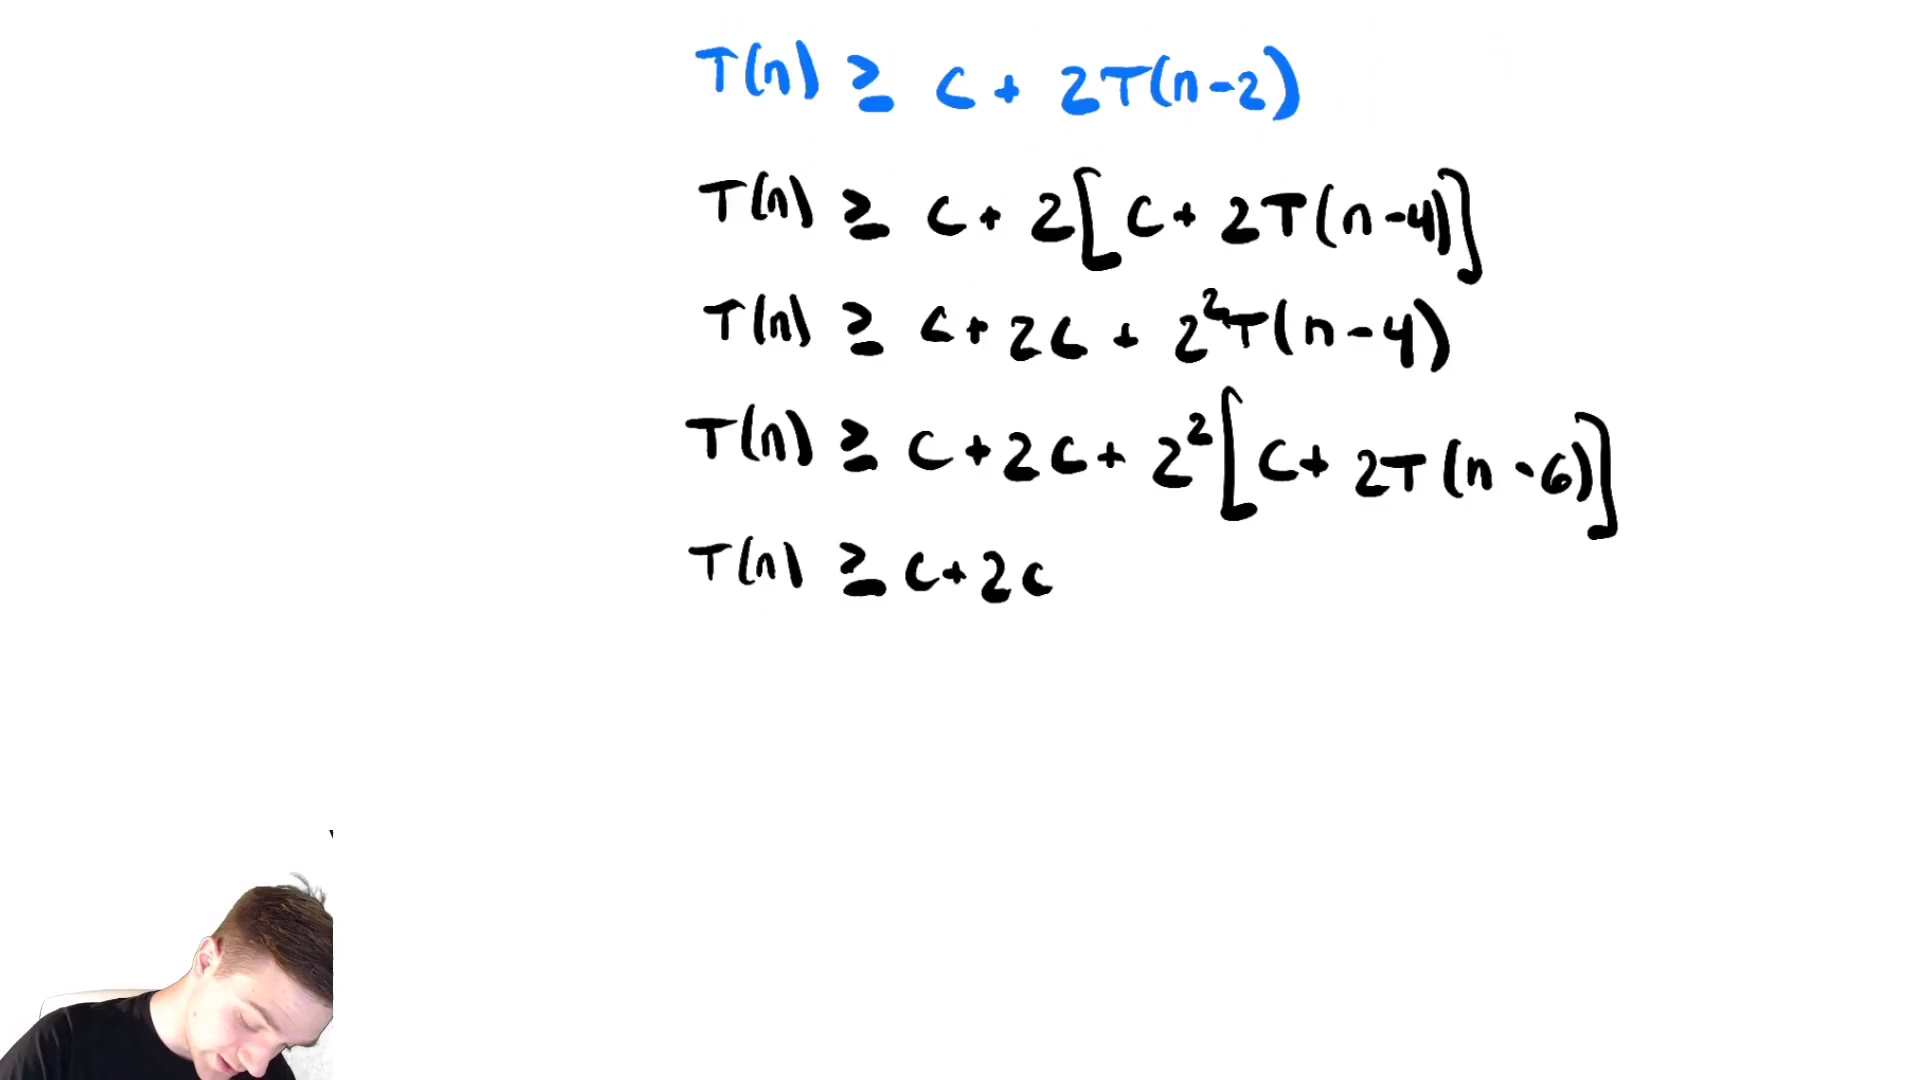 T(n) ≥ c + 2T(n-2)
T(n) ≥ c + 2[c + 2T(n-4)]
T(n) ≥ c + 2c + 2²T(n-4)
T(n) ≥ c + 2c + 2²[c + 2T(n-6)]
T(n) ≥ c + 2c